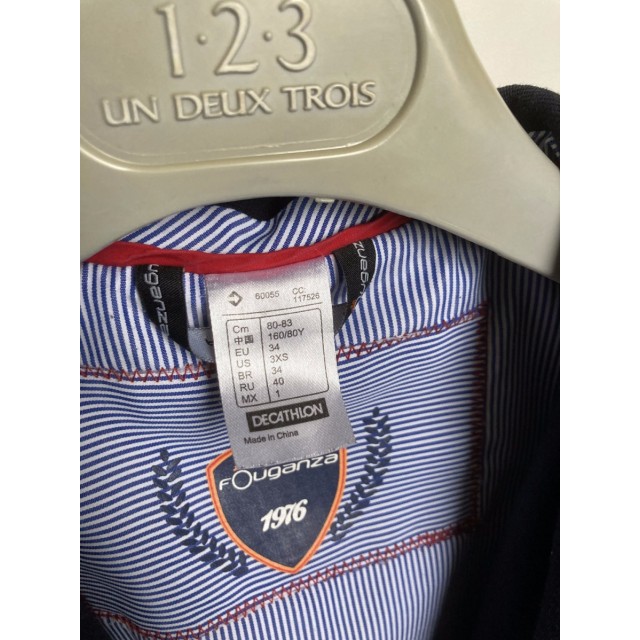 1·2·3
UN DEUX TROIS
fouganza
uganz
60055 CC:
117526
Cm 80-83
中国 160/80Y
EU 34
US 3XS
BR 34
RU 40
MX 1
DECATHLON
Made in China
fOuganza
1976